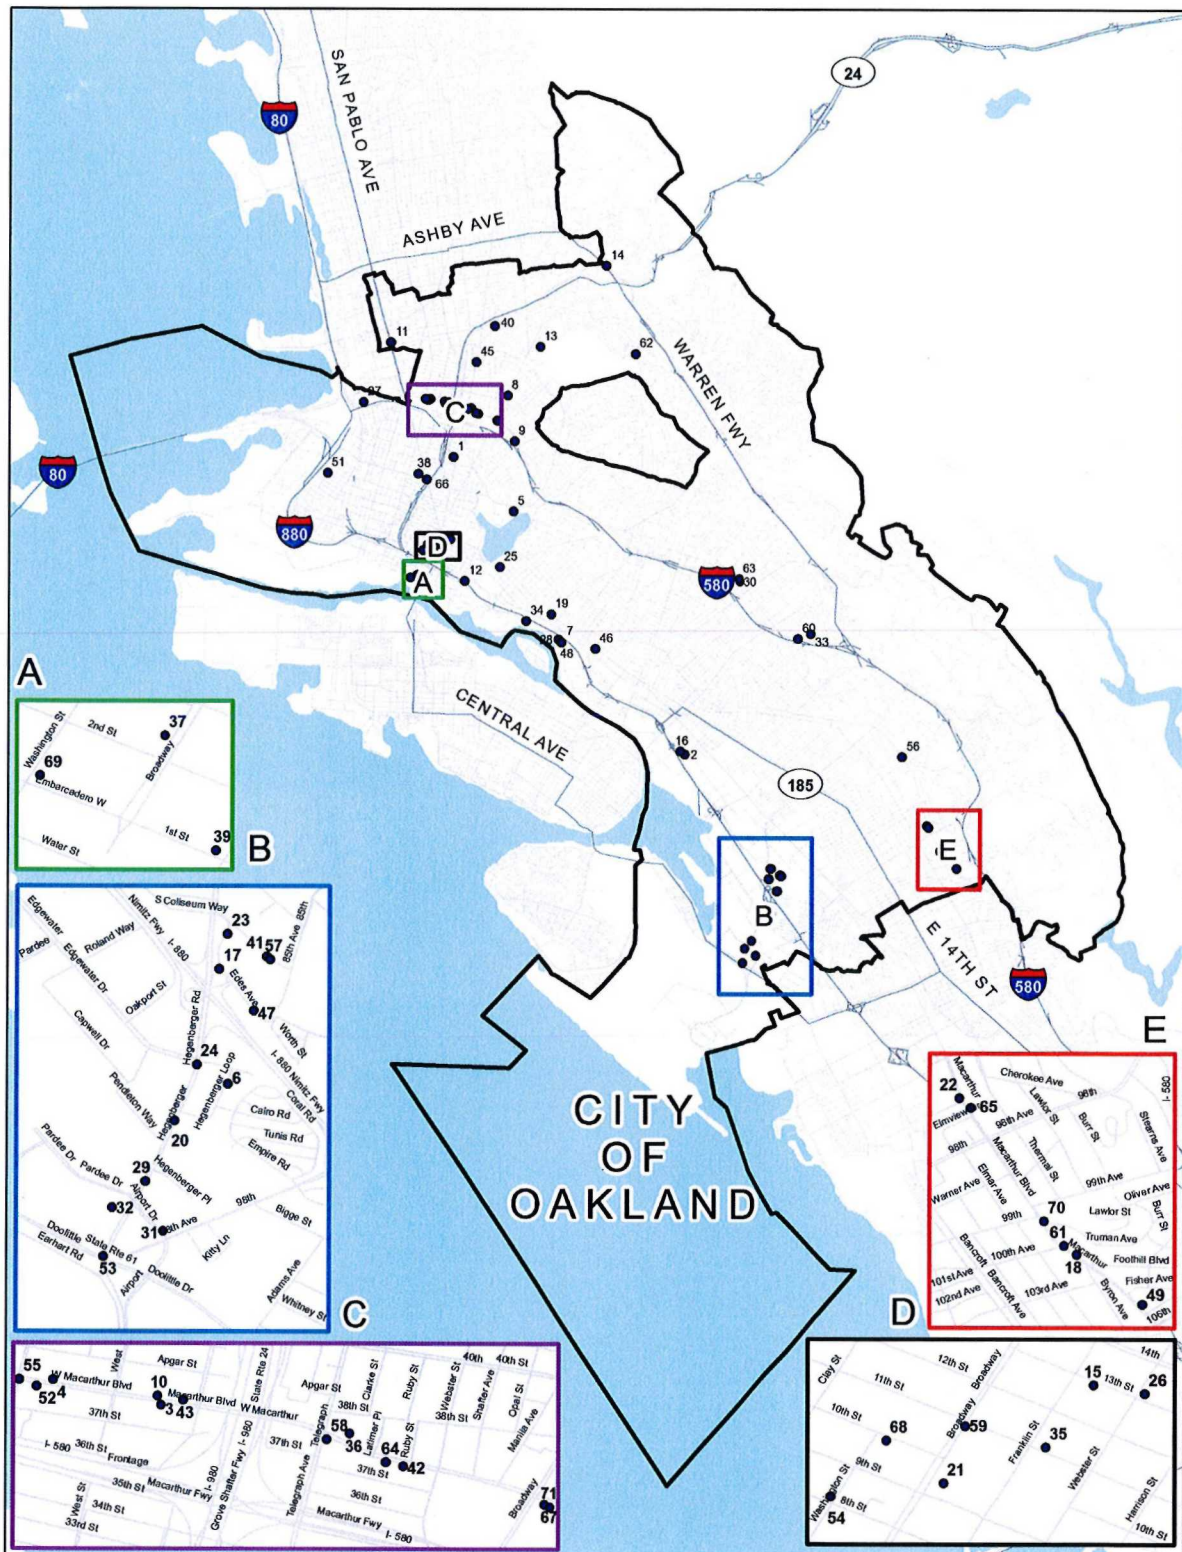 SAN PABLO AVE
80
24
ASHBY AVE
14
WARREN FWY
40
13
11
45
62
27
8
C
9
80
51
38
1
66
880
5
D
25
A
12
580
63
30
34
19
7
28
48
46
60
33
CENTRAL AVE
16
2
56
185
E
B
E 14TH ST
580
CITY
OF
OAKLAND
A
Washington St
2nd St
37
Broadway
69
Embarcadero W
1st St
39
Water St
B
S Coliseum Way
Edgewater
Pardee
Roland Way
Nimitz Fwy
I- 880
23
41
57
85th Ave
85th
Edgewater Dr
17
Oakport St
Edes Ave
47
Hegenberger Rd
Capwell Dr
Worth St
24
Hegenberger Loop
6
I- 880 Nimitz Fwy
Coral Rd
Pendleton Way
Hegenberger
20
Cairo Rd
Tunis Rd
Empire Rd
Pardee Dr
Pardee Dr
29
Hegenberger Pl
Airport Dr
98th
32
31
8th Ave
Bigge St
Doolittle
State Rte 61
Earhart Rd
53
Kitty Ln
Doolittle Dr
Airport
Adams Ave
Whitney St
C
55
52
4
W Macarthur Blvd
West
Apgar St
10
3
43
Macarthur Blvd
W Macarthur
State Rte 24
Apgar St
Clarke St
Ruby St
Webster St
40th
40th St
Shafter Ave
Opal St
Manila Ave
37th St
38th St
38th St
58
36
Telegraph
Latimer Pl
64
Ruby St
42
37th St
37th St
I- 580
36th St
Frontage
I- 980
I- 980
Grove Shafter Fwy
Telegraph Ave
35th St
Macarthur Fwy
36th St
West St
34th St
33rd St
Macarthur Fwy
I- 580
Broadway
71
67
E
Macarthur
Cherokee Ave
I- 580
22
65
Elmview
Lawlor St
98th
98th Ave
Burr St
Stearns Ave
98th
Thermal St
Macarthur Blvd
Elmar Ave
Warner Ave
99th Ave
Oliver Ave
99th
70
Lawlor St
Burr St
61
Truman Ave
Macarthur
100th Ave
18
Foothill Blvd
Bancroft
Bancroft Ave
101st Ave
102nd Ave
103rd Ave
Fisher Ave
Byron Ave
49
106th
D
14th
Clay St
12th St
Broadway
15
13th St
26
11th St
10th St
68
59
Broadway
Franklin St
35
9th St
21
Webster St
Washington St
8th St
54
Harrison St
10th St